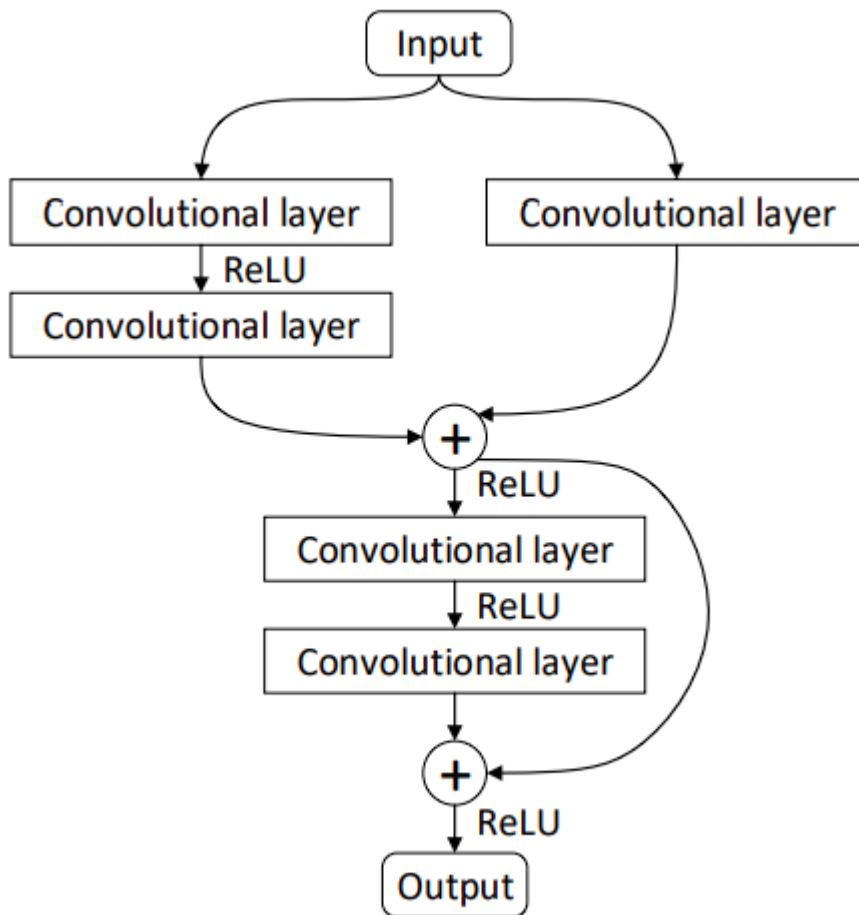 Input
Convolutional layer
Convolutional layer
ReLU
Convolutional layer
+
ReLU
Convolutional layer
ReLU
Convolutional layer
+
ReLU
Output